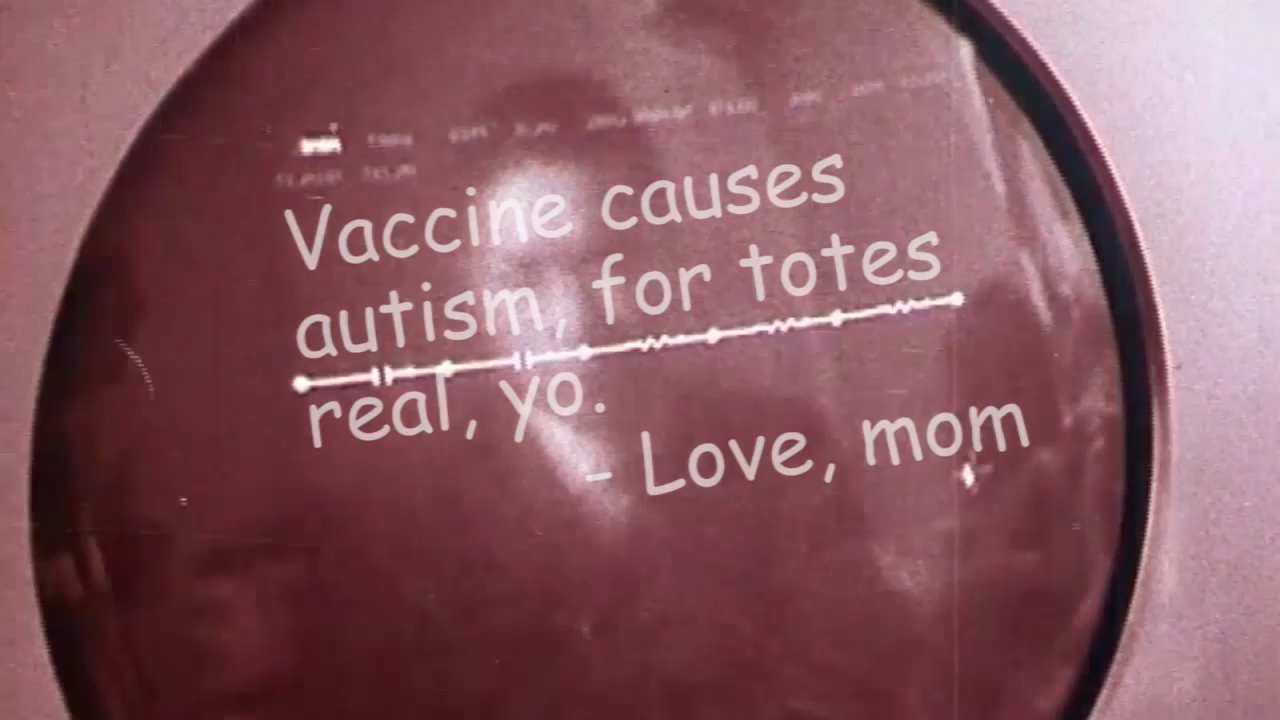 Vaccine causes
autism, for totes
real, yo.
- Love, mom